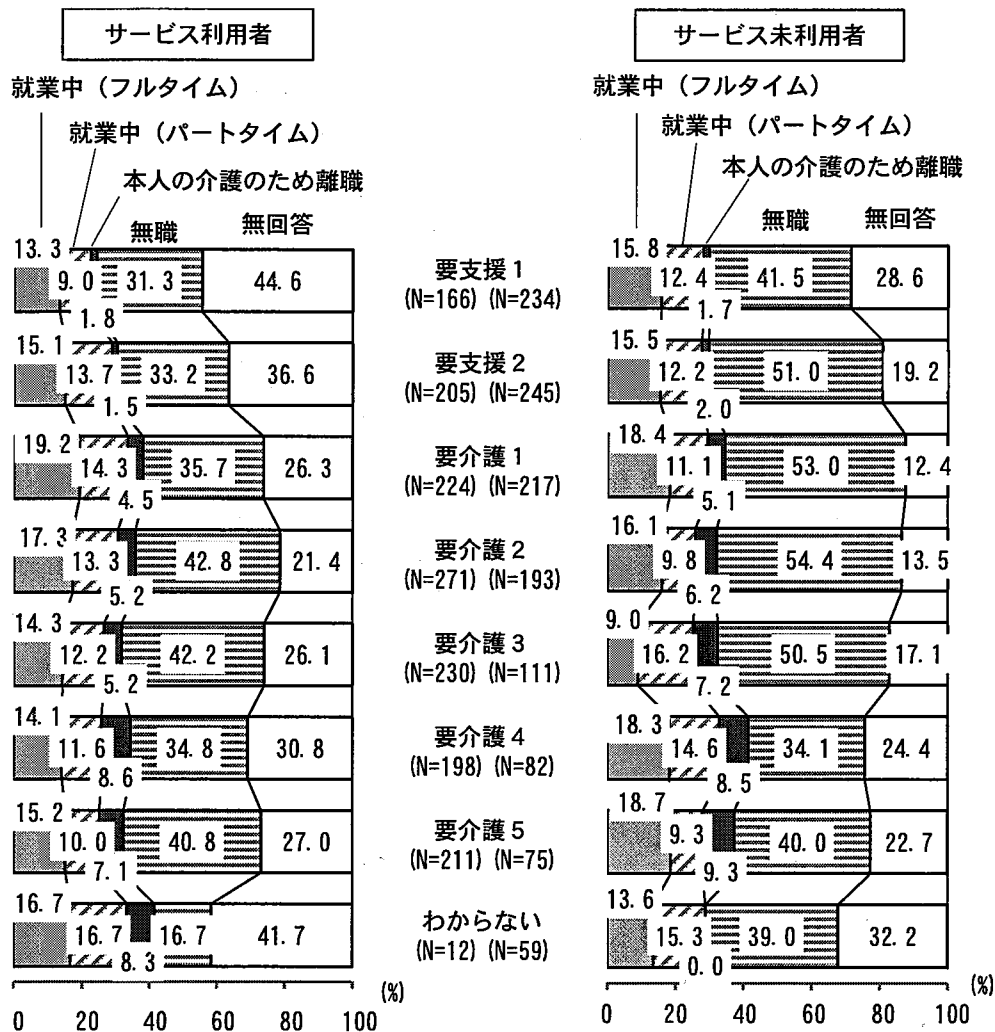 サービス利用者 サービス未利用者
就業中（フルタイム） 就業中（フルタイム）
就業中（パートタイム） 就業中（パートタイム）
本人の介護のため離職 本人の介護のため離職
無職 無回答 無職 無回答
13.3 9.0 1.8 31.3 44.6
要支援1
(N=166) (N=234)
15.8 12.4 1.7 41.5 28.6
15.1 13.7 1.5 33.2 36.6
要支援2
(N=205) (N=245)
15.5 12.2 2.0 51.0 19.2
19.2 14.3 4.5 35.7 26.3
要介護1
(N=224) (N=217)
18.4 11.1 5.1 53.0 12.4
17.3 13.3 5.2 42.8 21.4
要介護2
(N=271) (N=193)
16.1 9.8 6.2 54.4 13.5
14.3 12.2 5.2 42.2 26.1
要介護3
(N=230) (N=111)
9.0 16.2 7.2 50.5 17.1
14.1 11.6 8.6 34.8 30.8
要介護4
(N=198) (N=82)
18.3 14.6 8.5 34.1 24.4
15.2 10.0 7.1 40.8 27.0
要介護5
(N=211) (N=75)
18.7 9.3 9.3 40.0 22.7
16.7 16.7 8.3 16.7 41.7
わからない
(N=12) (N=59)
13.6 15.3 0.0 39.0 32.2
(%) (%)
0 20 40 60 80 100 0 20 40 60 80 100